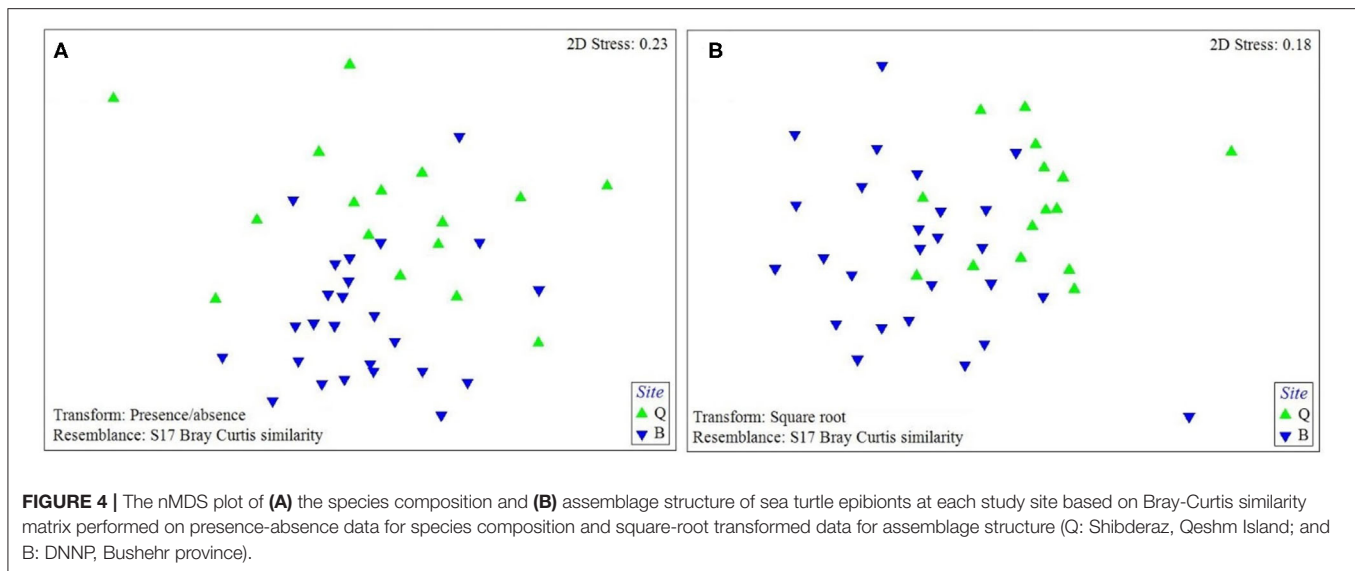 A
2D Stress: 0.23
Transform: Presence/absence
Resemblance: S17 Bray Curtis similarity
Site
Q
B
B
2D Stress: 0.18
Transform: Square root
Resemblance: S17 Bray Curtis similarity
Site
Q
B
FIGURE 4 | The nMDS plot of (A) the species composition and (B) assemblage structure of sea turtle epibionts at each study site based on Bray-Curtis similarity
matrix performed on presence-absence data for species composition and square-root transformed data for assemblage structure (Q: Shibderaz, Qeshm Island; and
B: DNNP, Bushehr province).